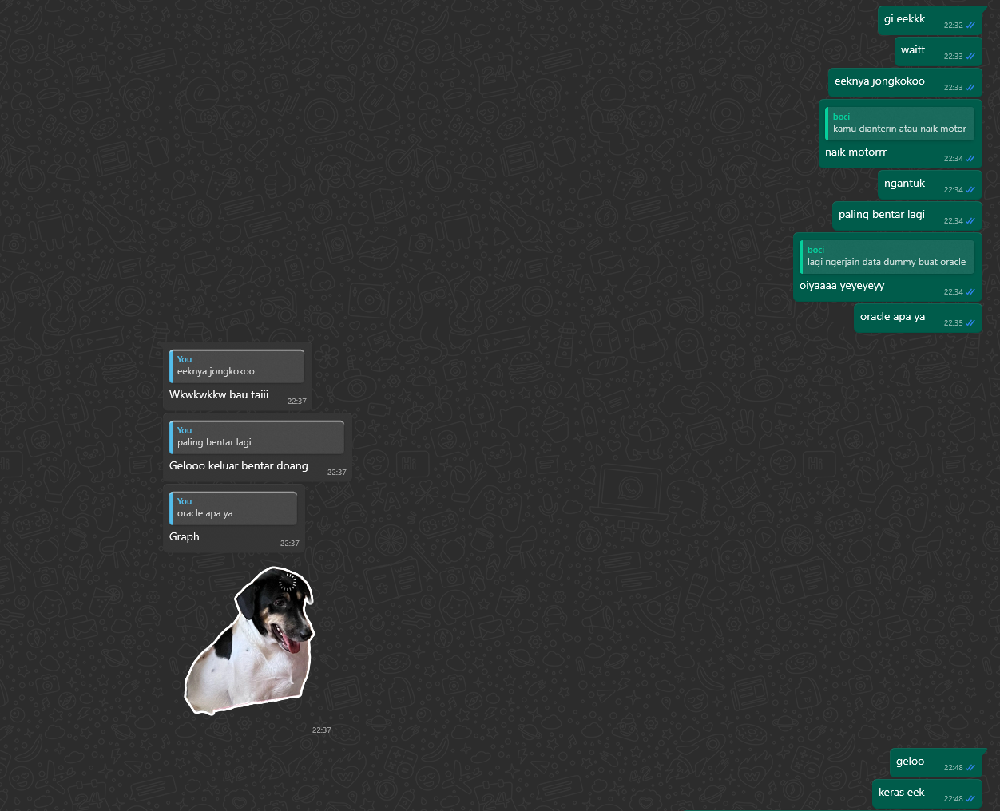 gi eekkk
22:32
waitt
22:33
eeknya jongkokoo
22:33
boci
kamu dianterin atau naik motor
naik motorrr
22:34
ngantuk
22:34
paling bentar lagi
22:34
boci
lagi ngerjain data dummy buat oracle
oiyaaaa yeyeyeyy
22:34
oracle apa ya
22:35
You
eeknya jongkokoo
Wkwkwkkw bau taiii
22:37
You
paling bentar lagi
Gelooo keluar bentar doang
22:37
You
oracle apa ya
Graph
22:37
22:37
geloo
22:48
keras eek
22:48